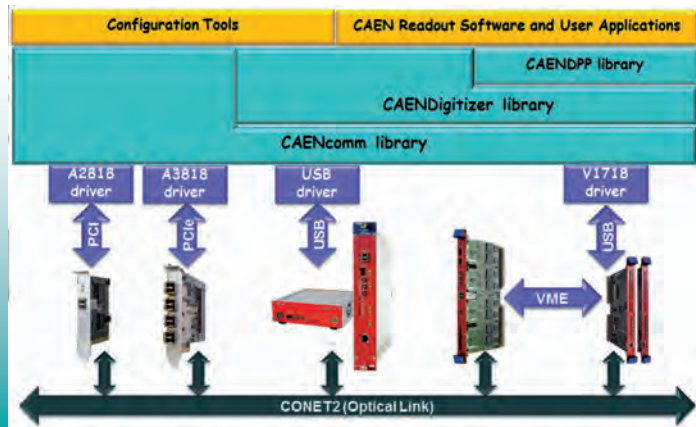 Configuration Tools
CAEN Readout Software and User Applications
CAENDPP library
CAENDigitizer library
CAENcomm library
A2818
driver
A3818
driver
USB
driver
V1718
driver
PCI
PCIe
USB
USB
VME
CONET2 (Optical Link)